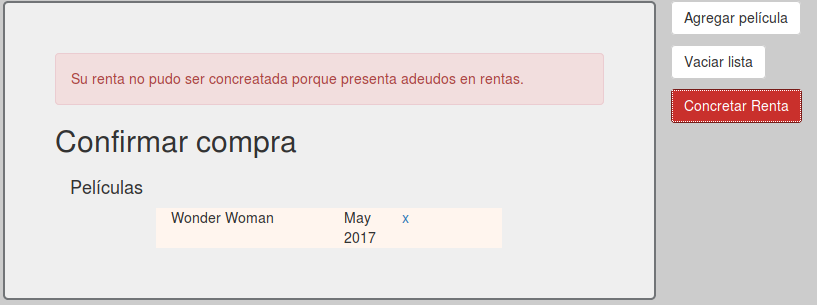 Su renta no pudo ser concreatada porque presenta adeudos en rentas.
Confirmar compra
Películas
Wonder Woman May 2017 x
Agregar película
Vaciar lista
Concretar Renta